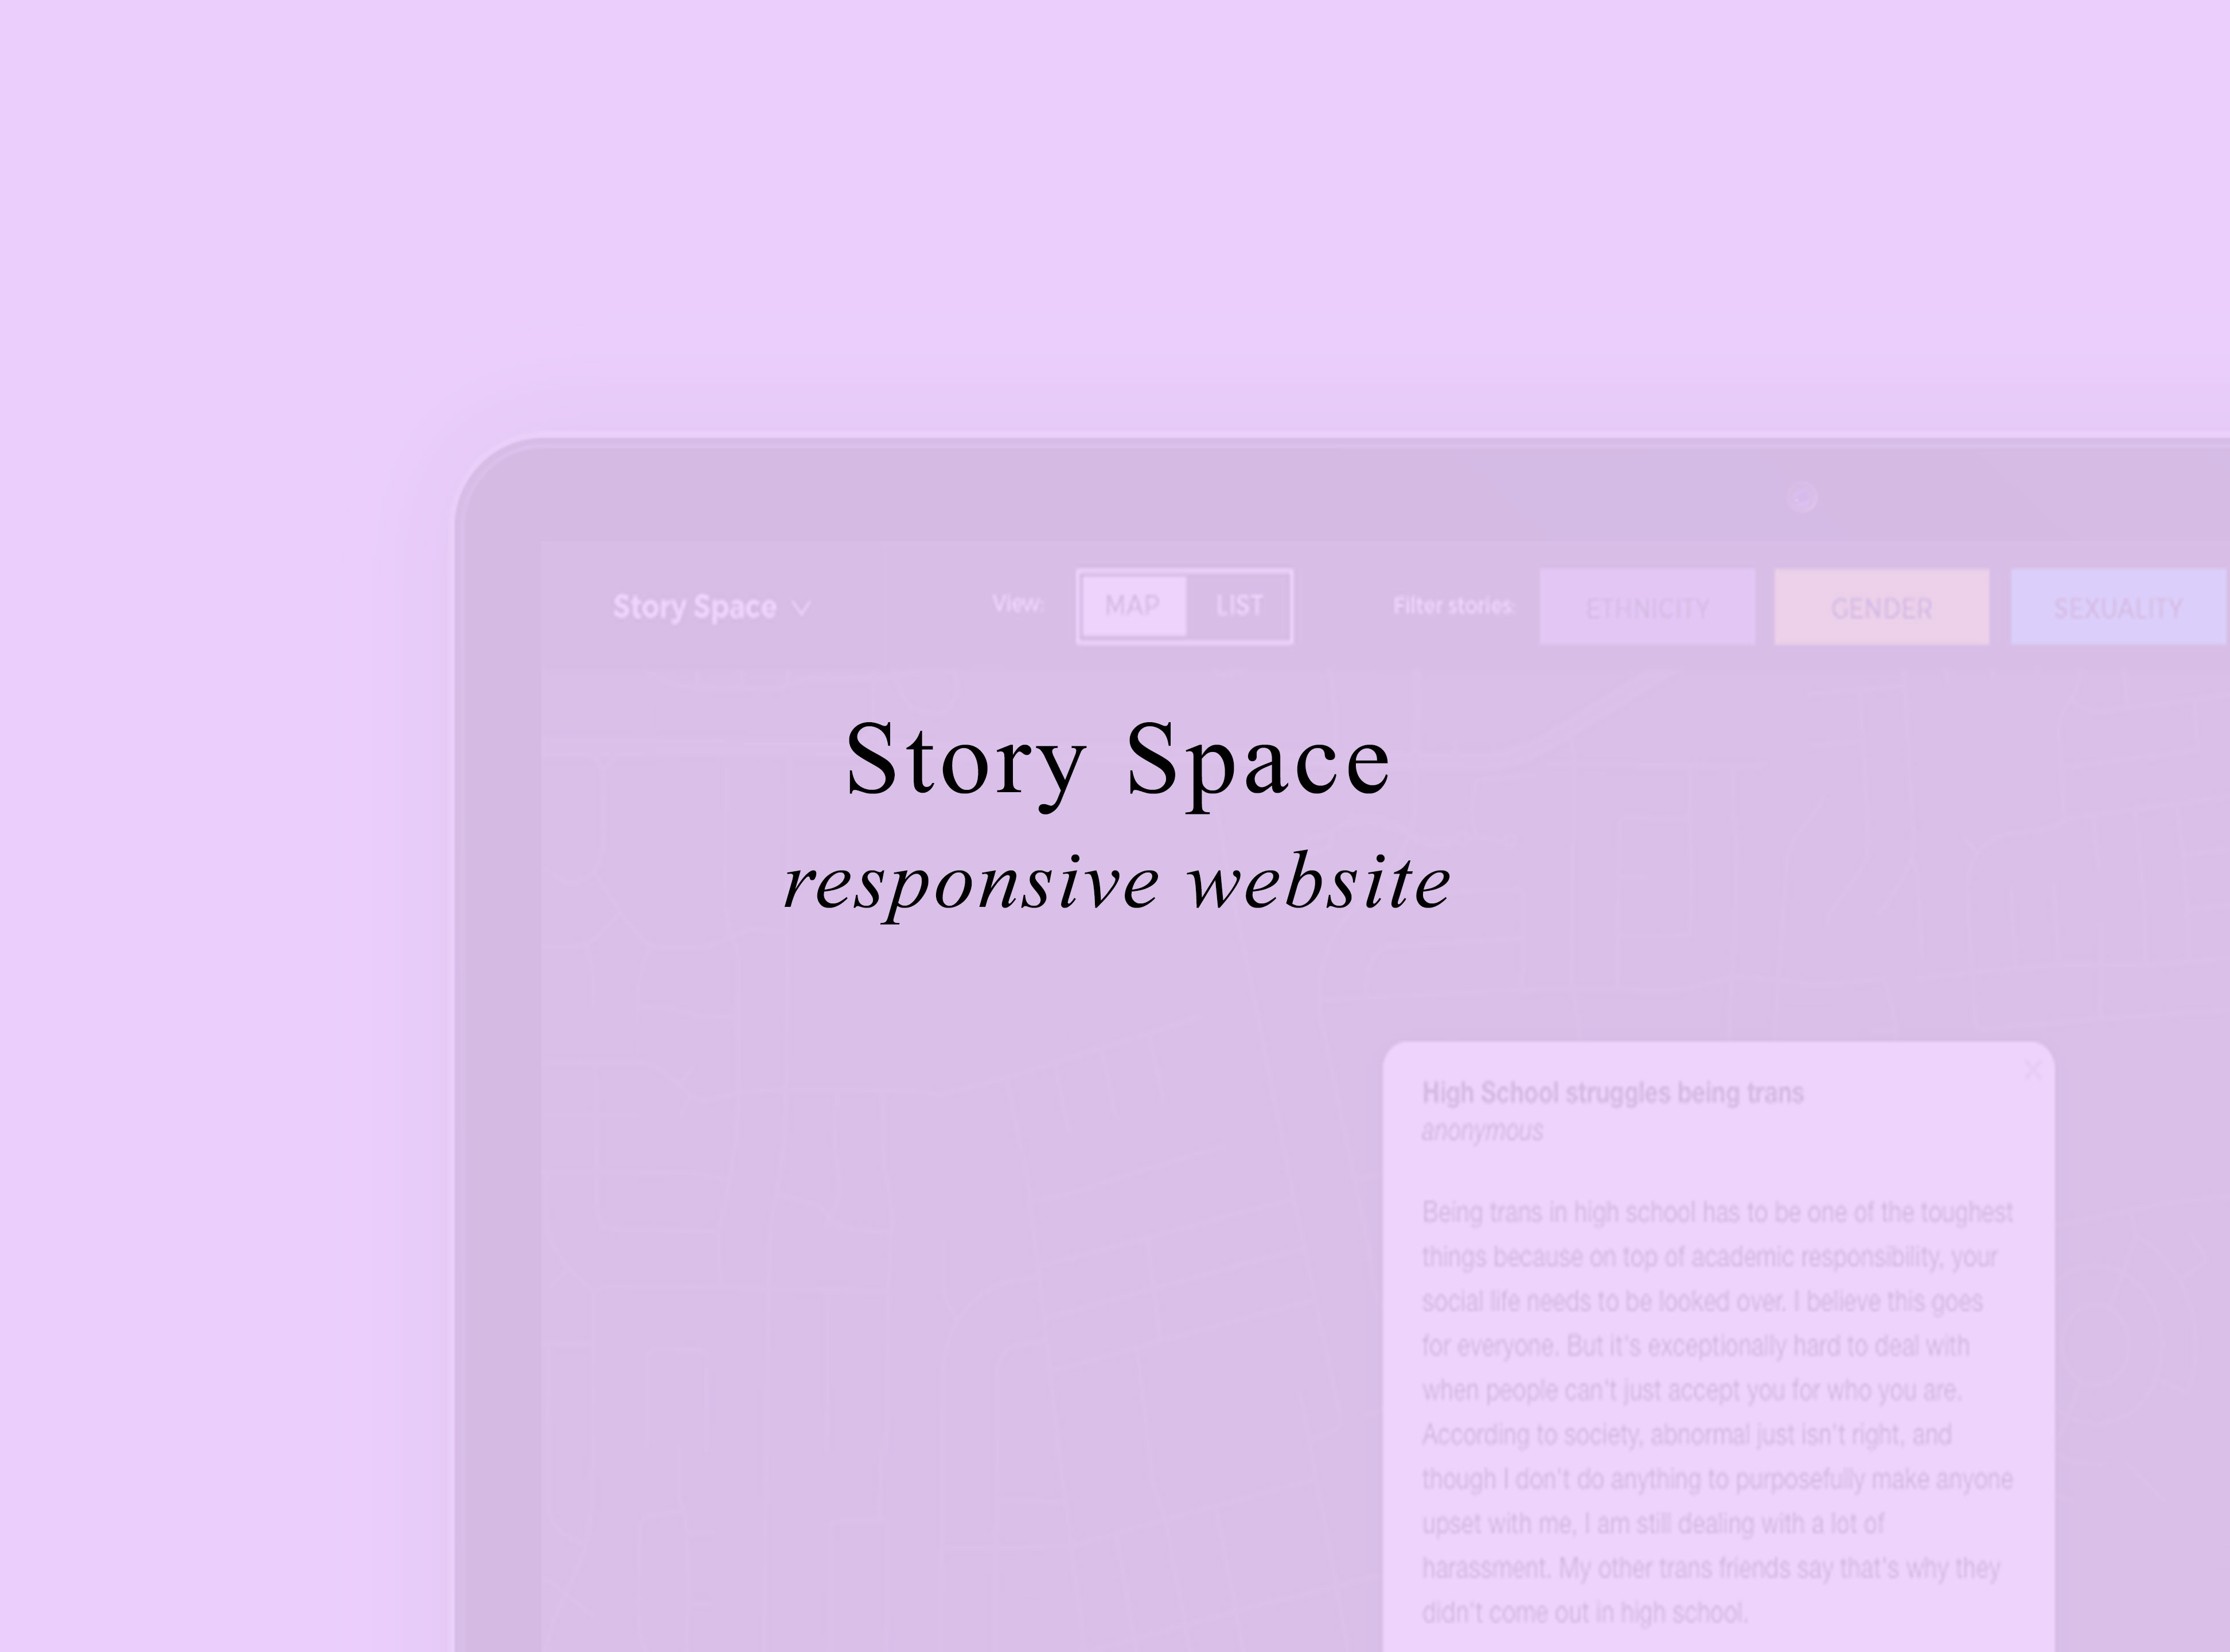 Story Space
View: MAP LIST
Filter stories: ETHNICITY GENDER SEXUALITY
Story Space
responsive website
High School struggles being trans
anonymous
Being trans in high school has to be one of the toughest
things because on top of academic responsibility, your
social life needs to be looked over. I believe this goes
for everyone. But it's exceptionally hard to deal with
when people can't just accept you for who you are.
According to society, abnormal just isn't right, and
though I don't do anything to purposefully make anyone
upset with me, I am still dealing with a lot of
harassment. My other trans friends say that's why they
didn't come out in high school.